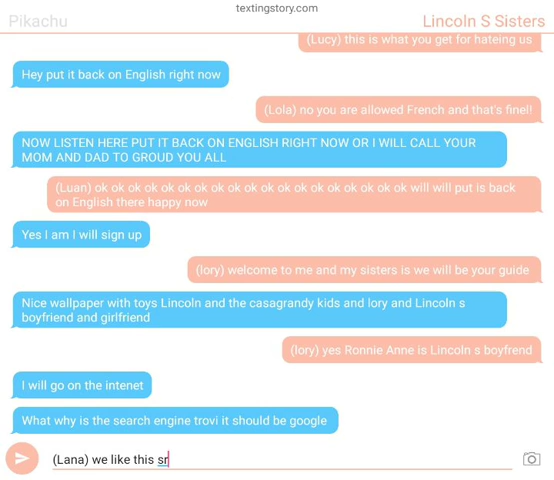 textingstory.com
Pikachu
Lincoln S Sisters
(Lucy) this is what you get for hateing us
Hey put it back on English right now
(Lola) no you are allowed French and that's finel!
NOW LISTEN HERE PUT IT BACK ON ENGLISH RIGHT NOW OR I WILL CALL YOUR
MOM AND DAD TO GROUD YOU ALL
(Luan) ok ok ok ok ok ok ok ok ok ok ok ok ok ok ok ok ok ok ok will will put is back
on English there happy now
Yes I am I will sign up
(lory) welcome to me and my sisters is we will be your guide
Nice wallpaper with toys Lincoln and the casagrandy kids and lory and Lincoln s
boyfriend and girlfriend
(lory) yes Ronnie Anne is Lincoln s boyfrend
I will go on the intenet
What why is the search engine trovi it should be google
(Lana) we like this sr